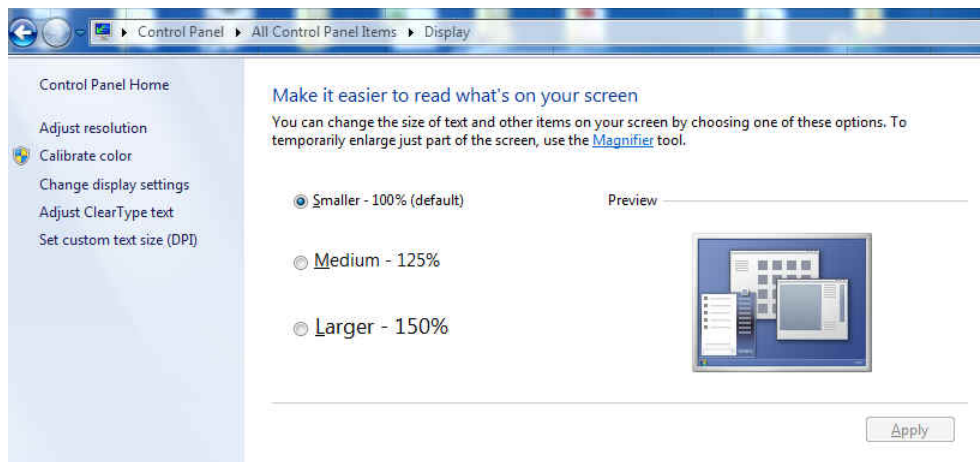 Control Panel All Control Panel Items Display
Control Panel Home
Adjust resolution
Calibrate color
Change display settings
Adjust ClearType text
Set custom text size (DPI)
Make it easier to read what's on your screen
You can change the size of text and other items on your screen by choosing one of these options. To
temporarily enlarge just part of the screen, use the Magnifier tool.
Smaller - 100% (default)
Preview
Medium - 125%
Larger - 150%
Apply